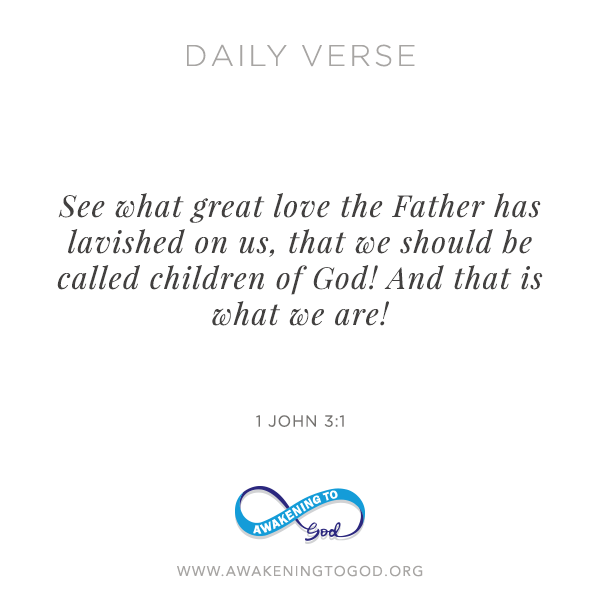 DAILY VERSE
See what great love the Father has
lavished on us, that we should be
called children of God! And that is
what we are!
1 JOHN 3:1
AWAKENING TO
God
WWW.AWAKENINGTOGOD.ORG